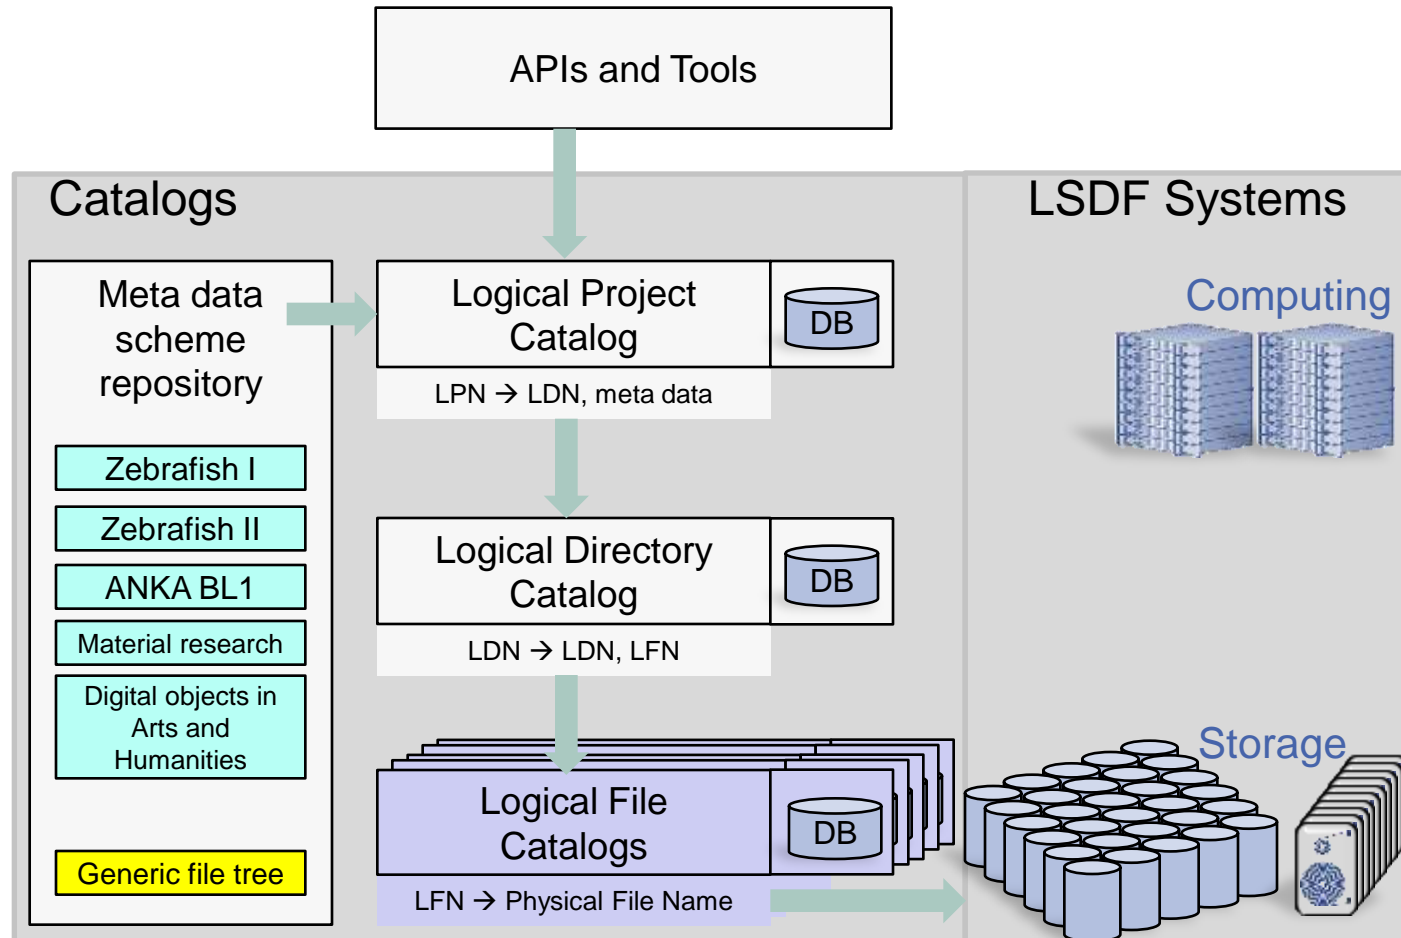 APIs and Tools
Catalogs
LSDF Systems
Meta data
scheme
repository
Zebrafish I
Zebrafish II
ANKA BL1
Material research
Digital objects in
Arts and
Humanities
Generic file tree
Logical Project
Catalog
DB
LPN → LDN, meta data
Logical Directory
Catalog
DB
LDN → LDN, LFN
Logical File
Catalogs
DB
LFN → Physical File Name
Computing
Storage